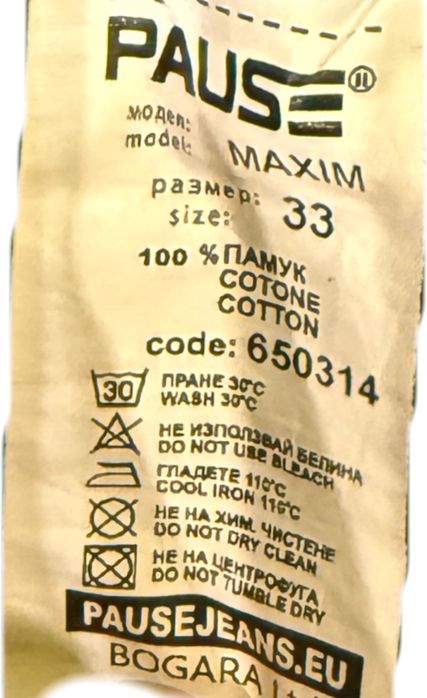 PAUSE ®
модел:
model: MAXIM
размер:
size: 33
100 % ПАМУК
COTONE
COTTON
code: 650314
30 ПРАНЕ 30°C
WASH 30°C
НЕ ИЗПОЛЗВАЙ БЕЛИНА
DO NOT USE BLEACH
ГЛАДЕТЕ 110°C
COOL IRON 110°C
НЕ НА ХИМ. ЧИСТЕНЕ
DO NOT DRY CLEAN
НЕ НА ЦЕНТРОФУГА
DO NOT TUMBLE DRY
PAUSEJEANS.EU
BOGARA